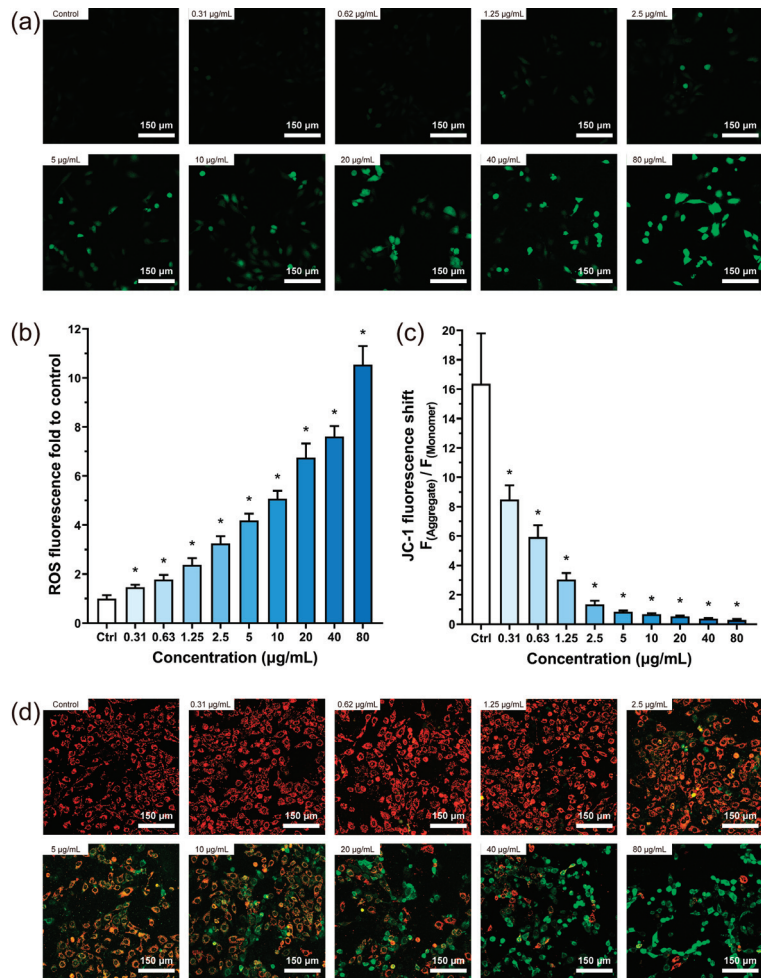 (a)
Control
0.31 µg/mL
0.62 µg/mL
1.25 µg/mL
2.5 µg/mL
150 µm
150 µm
150 µm
150 µm
150 µm
5 µg/mL
10 µg/mL
20 µg/mL
40 µg/mL
80 µg/mL
150 µm
150 µm
150 µm
150 µm
150 µm
(b)
ROS fluorescence fold to control
12
10
8
6
4
2
0
* * * * * * * * *
Ctrl 0.31 0.63 1.25 2.5 5 10 20 40 80
Concentration (µg/mL)
(c)
JC-1 fluorescence shift
F(Aggregate) / F(Monomer)
20
18
16
14
12
10
8
6
4
2
0
* * * * * * * * *
Ctrl 0.31 0.63 1.25 2.5 5 10 20 40 80
Concentration (µg/mL)
(d)
Control
0.31 µg/mL
0.62 µg/mL
1.25 µg/mL
2.5 µg/mL
150 µm
150 µm
150 µm
150 µm
150 µm
5 µg/mL
10 µg/mL
20 µg/mL
40 µg/mL
80 µg/mL
150 µm
150 µm
150 µm
150 µm
150 µm